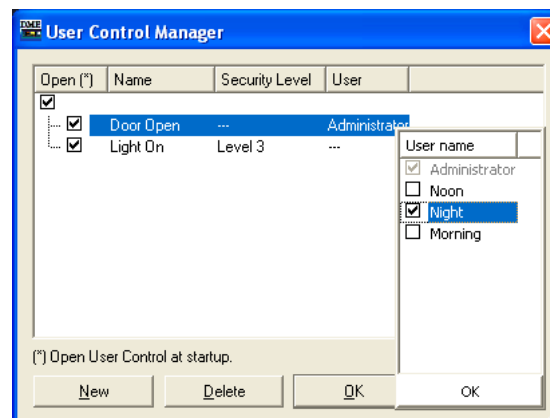 DME User Control Manager
Open (*) Name Security Level User
Door Open --- Administrator
Light On Level 3 ---
User name
Administrator
Noon
Night
Morning
(*) Open User Control at startup.
New Delete OK OK